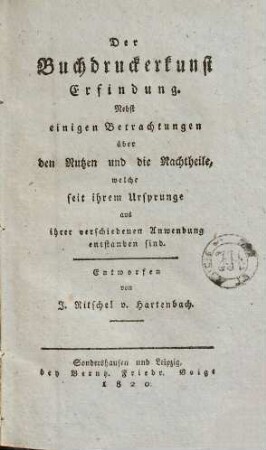 Der
Buchdruckerkunst
Erfindung.
Nebst
einigen Betrachtungen
über
den Nutzen und die Nachtheile,
welche
seit ihrem Ursprunge
aus
ihrer verschiedenen Anwendung
entstanden sind.
Entworfen
von
J. Ritschel v. Hartenbach.
Sondershausen und Leipzig,
bey Bernh. Friedr. Voigt
1820.